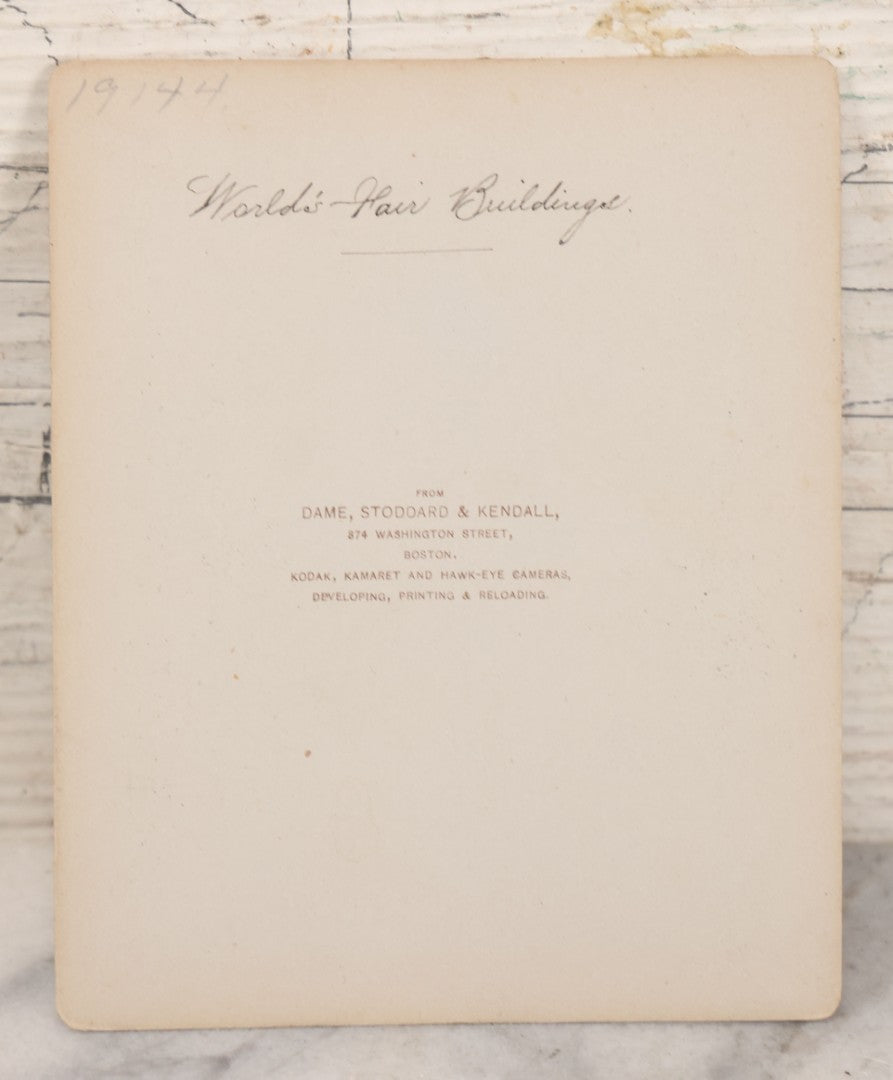 19144
World's Fair Buildings.
FROM
DAME, STODDARD & KENDALL,
374 WASHINGTON STREET,
BOSTON.
KODAK, KAMARET AND HAWK-EYE CAMERAS,
DEVELOPING, PRINTING & RELOADING.